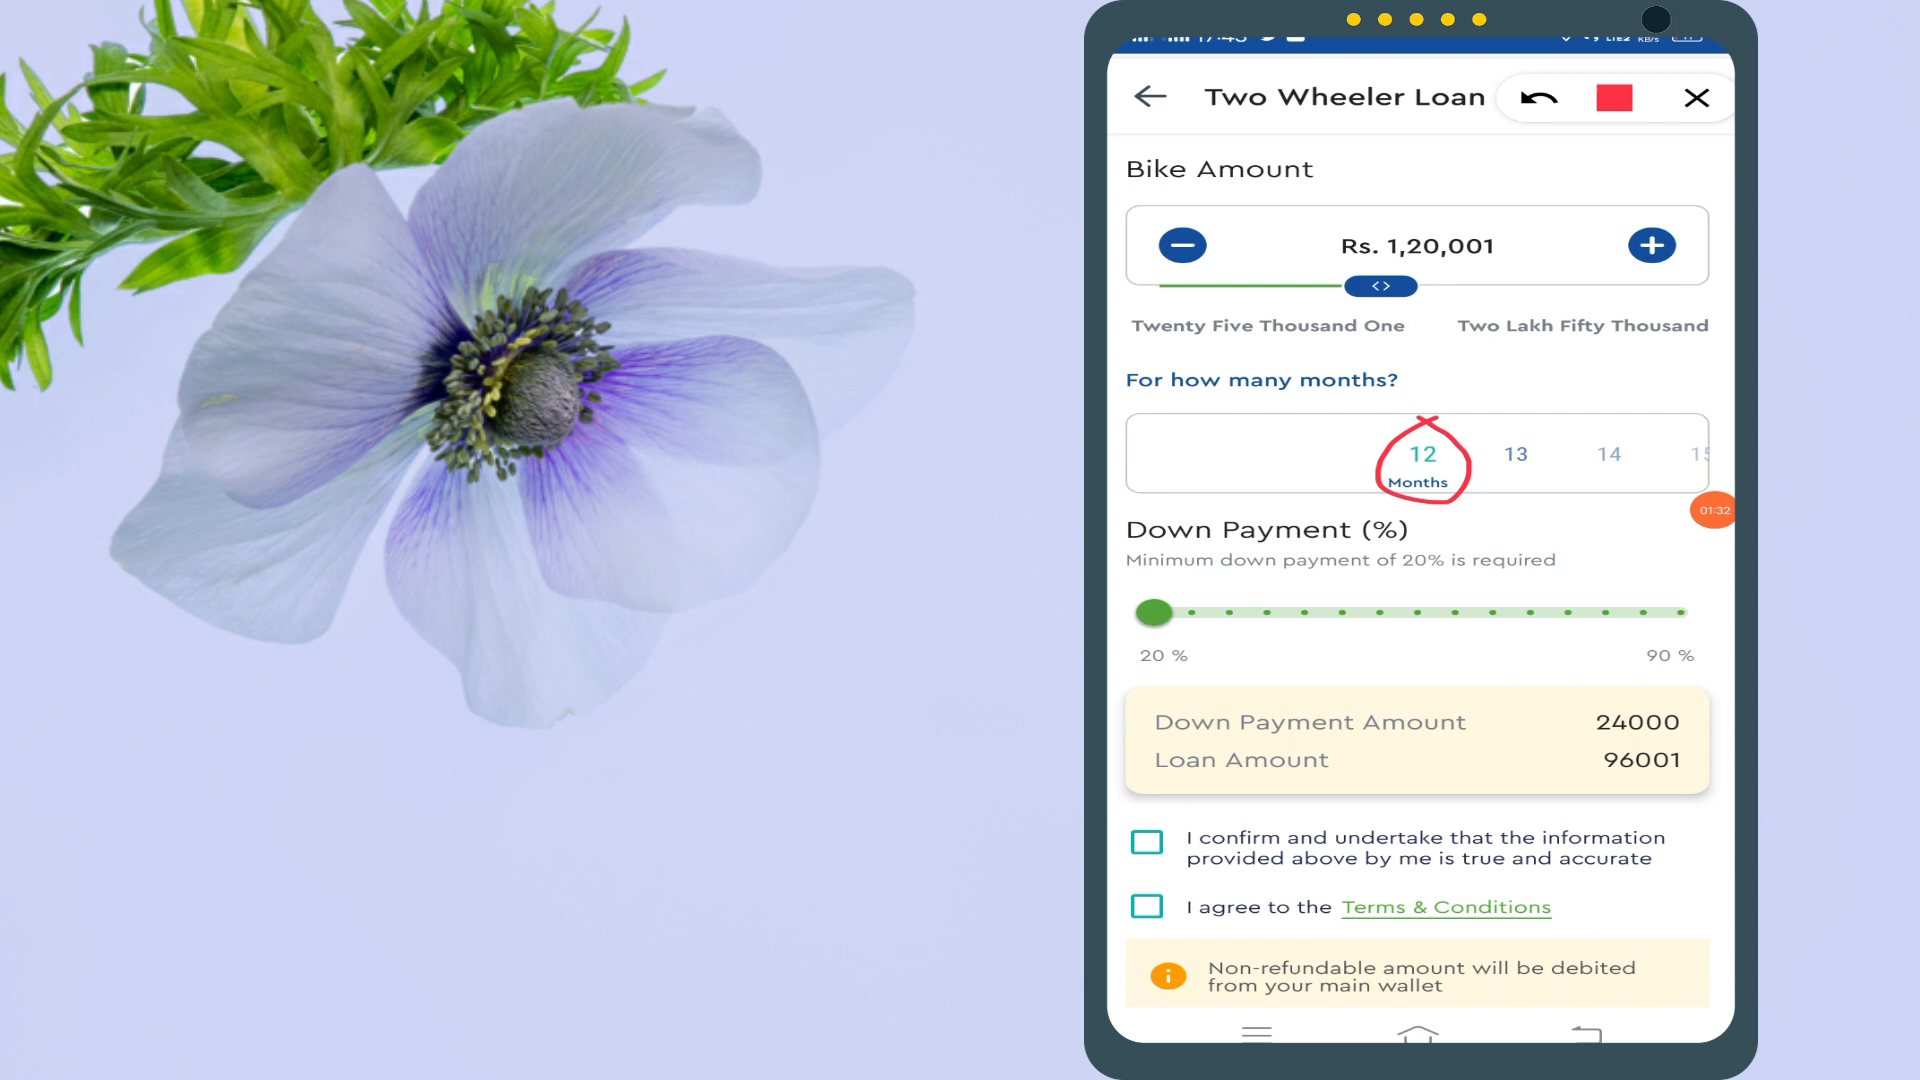 Two Wheeler Loan
Bike Amount
Rs. 1,20,001
Twenty Five Thousand One Two Lakh Fifty Thousand
For how many months?
12 13 14
Months
01:32
Down Payment (%)
Minimum down payment of 20% is required
20 % 90 %
Down Payment Amount 24000
Loan Amount 96001
I confirm and undertake that the information
provided above by me is true and accurate
I agree to the Terms & Conditions
Non-refundable amount will be debited
from your main wallet